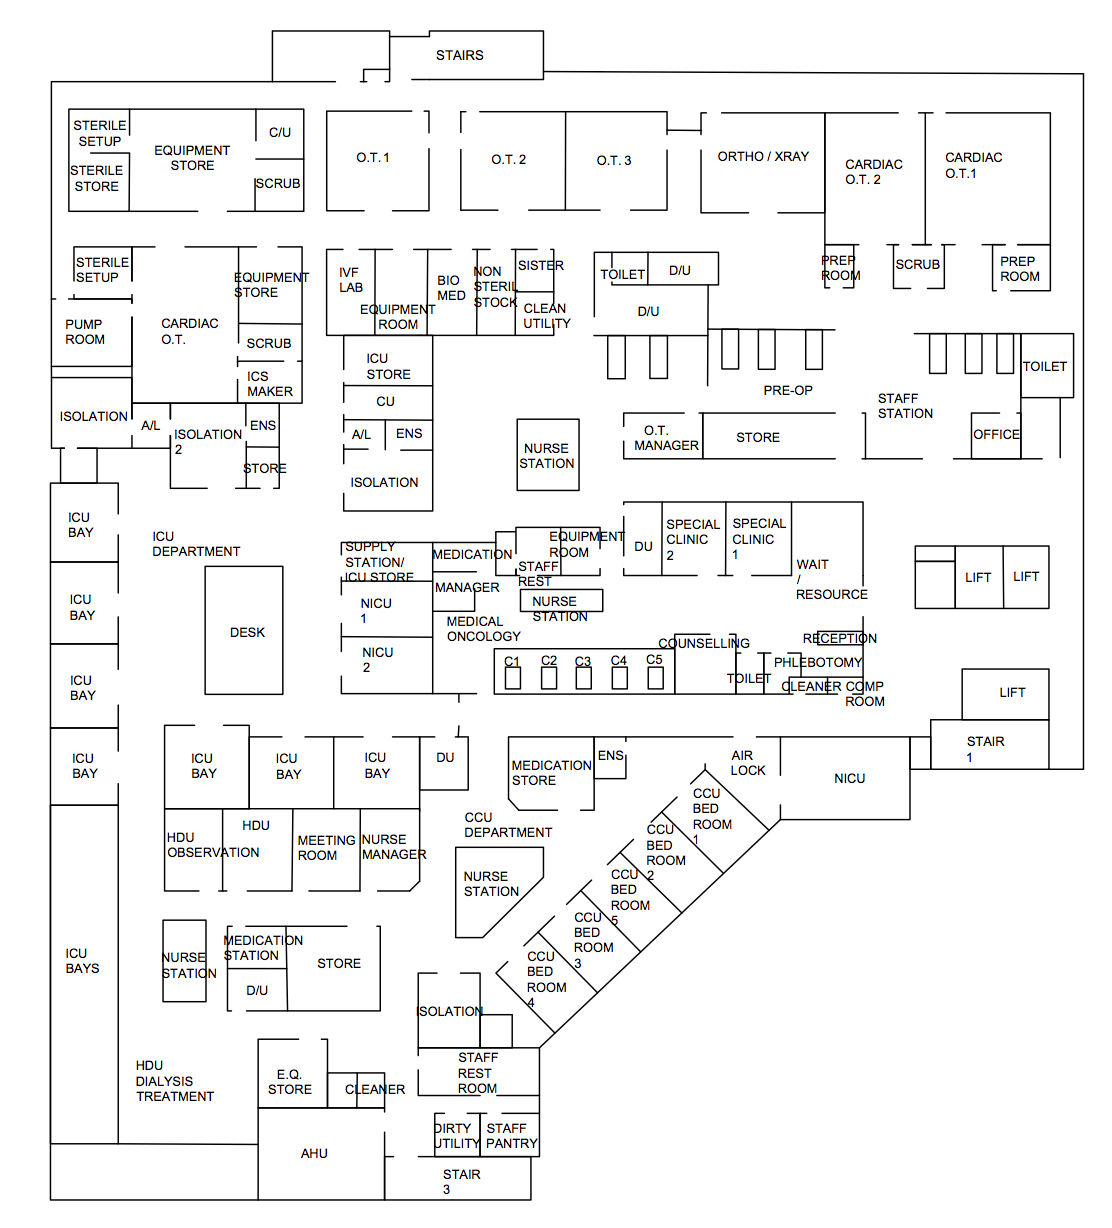 STAIRS
STERILE
SETUP
C/U
EQUIPMENT
STORE
O.T. 1
O.T. 2
O.T. 3
ORTHO / XRAY
CARDIAC
O.T. 2
CARDIAC
O.T.1
STERILE
STORE
SCRUB
STERILE
SETUP
EQUIPMENT
STORE
IVF
LAB
EQUIPMENT
ROOM
BIO
MED
NON
STERIL
STOCK
SISTER
CLEAN
UTILITY
TOILET
D/U
D/U
PREP
ROOM
SCRUB
PREP
ROOM
PUMP
ROOM
CARDIAC
O.T.
SCRUB
ICS
MAKER
ICU
STORE
CU
PRE-OP
STAFF
STATION
TOILET
ISOLATION
A/L
ISOLATION
2
ENS
STORE
A/L
ENS
ISOLATION
NURSE
STATION
O.T.
MANAGER
STORE
OFFICE
ICU
BAY
ICU
DEPARTMENT
SUPPLY
STATION/
ICU STORE
MEDICATION
EQUIPMENT
ROOM
STAFF
REST
DU
SPECIAL
CLINIC
2
SPECIAL
CLINIC
1
WAIT
/
RESOURCE
LIFT
LIFT
ICU
BAY
DESK
NICU
1
MANAGER
NURSE
STATION
MEDICAL
ONCOLOGY
NICU
2
COUNSELLING
RECEPTION
C1
C2
C3
C4
C5
TOILET
PHLEBOTOMY
CLEANER
COMP
ROOM
ICU
BAY
LIFT
ICU
BAY
ICU
BAY
ICU
BAY
ICU
BAY
DU
MEDICATION
STORE
ENS
AIR
LOCK
NICU
STAIR
1
HDU
OBSERVATION
HDU
MEETING
ROOM
NURSE
MANAGER
CCU
DEPARTMENT
CCU
BED
ROOM
1
CCU
BED
ROOM
2
NURSE
STATION
CCU
BED
ROOM
5
CCU
BED
ROOM
3
CCU
BED
ROOM
4
ICU
BAYS
NURSE
STATION
MEDICATION
STATION
STORE
D/U
ISOLATION
HDU
DIALYSIS
TREATMENT
E.Q.
STORE
CLEANER
STAFF
REST
ROOM
DIRTY
UTILITY
STAFF
PANTRY
AHU
STAIR
3